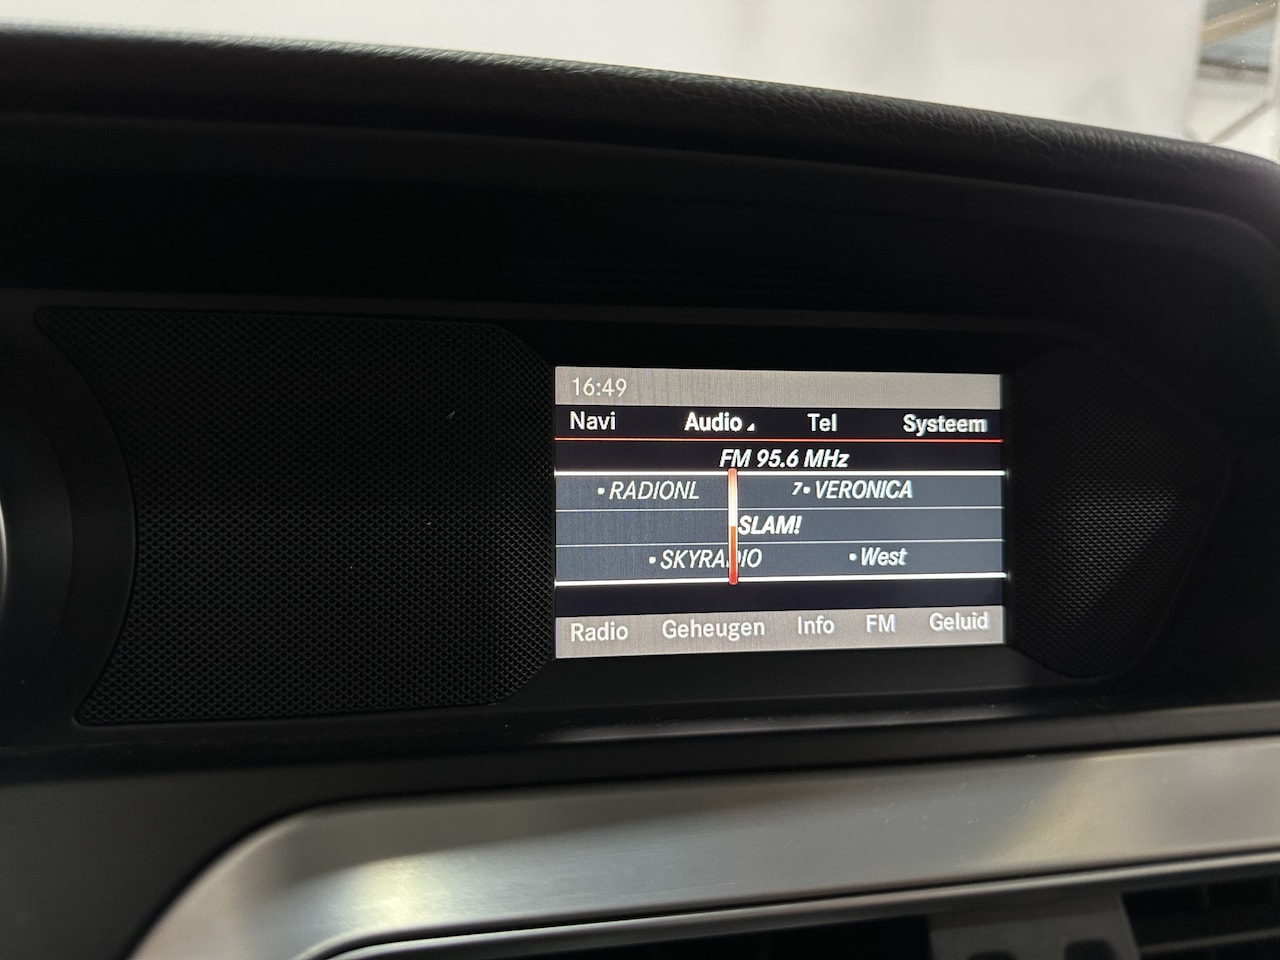 16:49
Navi Audio Tel Systeem
FM 95.6 MHz
• RADIONL 7• VERONICA
SLAM!
• SKYRADIO • West
Radio Geheugen Info FM Geluid